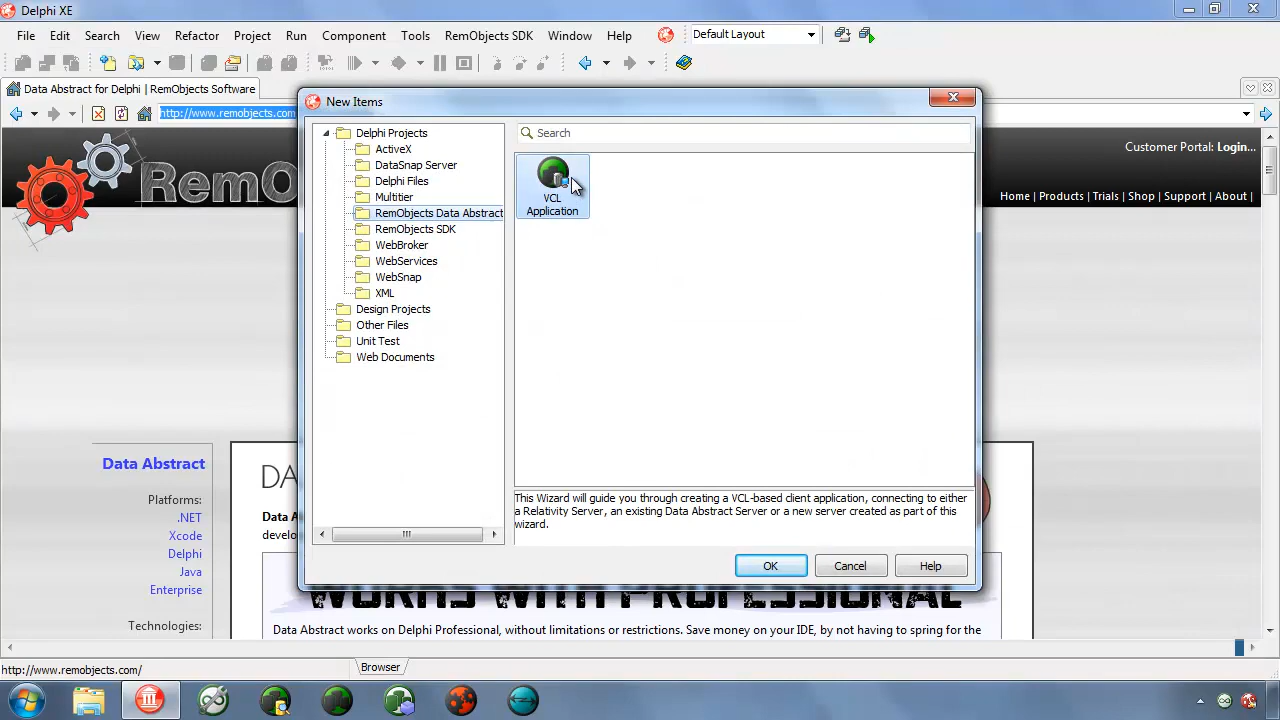 Delphi XE
File Edit Search View Refactor Project Run Component Tools RemObjects SDK Window Help
Default Layout
Data Abstract for Delphi | RemObjects Software
http://www.remobjects.com
RemO
Customer Portal: Login...
Home | Products | Trials | Shop | Support | About |
New Items
Delphi Projects
ActiveX
DataSnap Server
Delphi Files
Multitier
RemObjects Data Abstract
RemObjects SDK
WebBroker
WebServices
WebSnap
XML
Design Projects
Other Files
Unit Test
Web Documents
Search
VCL
Application
This Wizard will guide you through creating a VCL-based client application, connecting to either
a Relativity Server, an existing Data Abstract Server or a new server created as part of this
wizard.
OK Cancel Help
Data Abstract
Platforms:
.NET
Xcode
Delphi
Java
Enterprise
Technologies:
DA
Data A
develo
WORKS WITH PROFESSIONAL
Data Abstract works on Delphi Professional, without limitations or restrictions. Save money on your IDE, by not having to spring for the
http://www.remobjects.com/
Browser